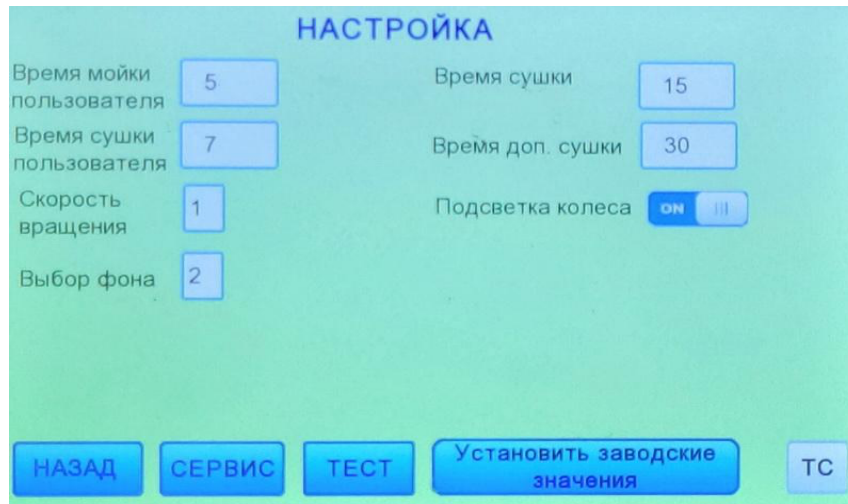 НАСТРОЙКА
Время мойки
пользователя
5
Время сушки
15
Время сушки
пользователя
7
Время доп. сушки
30
Скорость
вращения
1
Подсветка колеса
ON
Выбор фона
2
НАЗАД
СЕРВИС
ТЕСТ
Установить заводские
значения
ТС